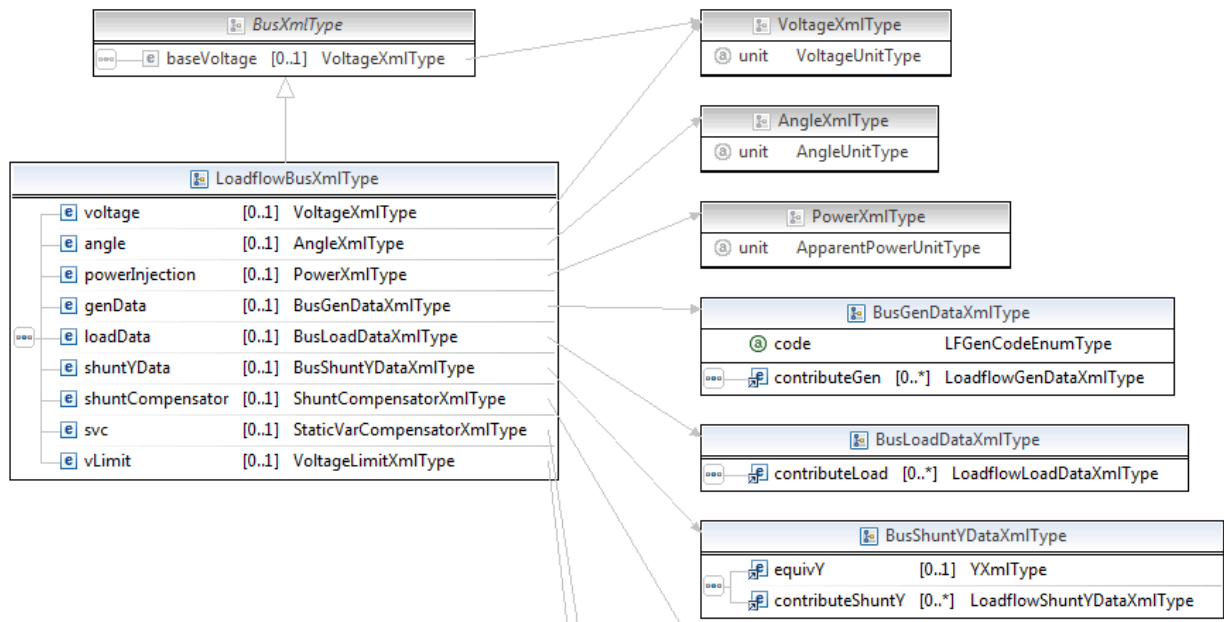 BusXmlType
baseVoltage [0..1] VoltageXmlType
LoadflowBusXmlType
voltage [0..1] VoltageXmlType
angle [0..1] AngleXmlType
powerInjection [0..1] PowerXmlType
genData [0..1] BusGenDataXmlType
loadData [0..1] BusLoadDataXmlType
shuntYData [0..1] BusShuntYDataXmlType
shuntCompensator [0..1] ShuntCompensatorXmlType
svc [0..1] StaticVarCompensatorXmlType
vLimit [0..1] VoltageLimitXmlType
VoltageXmlType
a unit VoltageUnitType
AngleXmlType
a unit AngleUnitType
PowerXmlType
a unit ApparentPowerUnitType
BusGenDataXmlType
a code LFGenCodeEnumType
contributeGen [0..*] LoadflowGenDataXmlType
BusLoadDataXmlType
contributeLoad [0..*] LoadflowLoadDataXmlType
BusShuntYDataXmlType
equivY [0..1] YXmlType
contributeShuntY [0..*] LoadflowShuntYDataXmlType